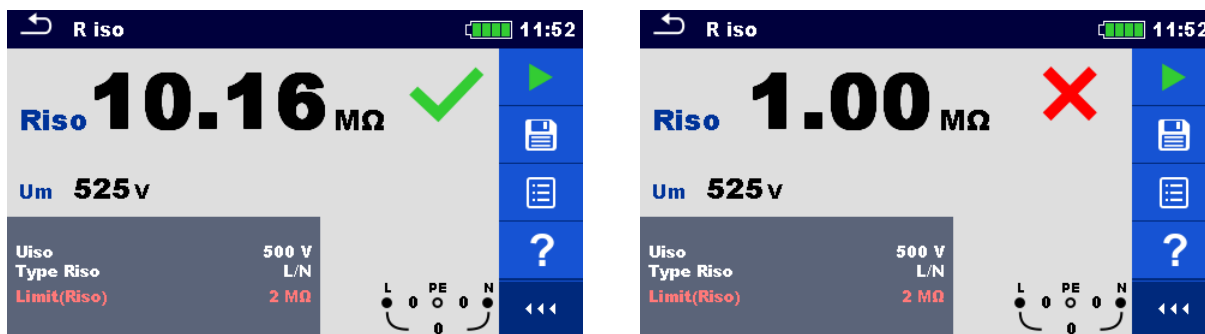 R iso 11:52
Riso 10.16 MΩ
Um 525 V
Uiso 500 V
Type Riso L/N
Limit(Riso) 2 MΩ
?
L PE N
0 0
0
R iso 11:52
Riso 1.00 MΩ
Um 525 V
Uiso 500 V
Type Riso L/N
Limit(Riso) 2 MΩ
?
L PE N
0 0
0